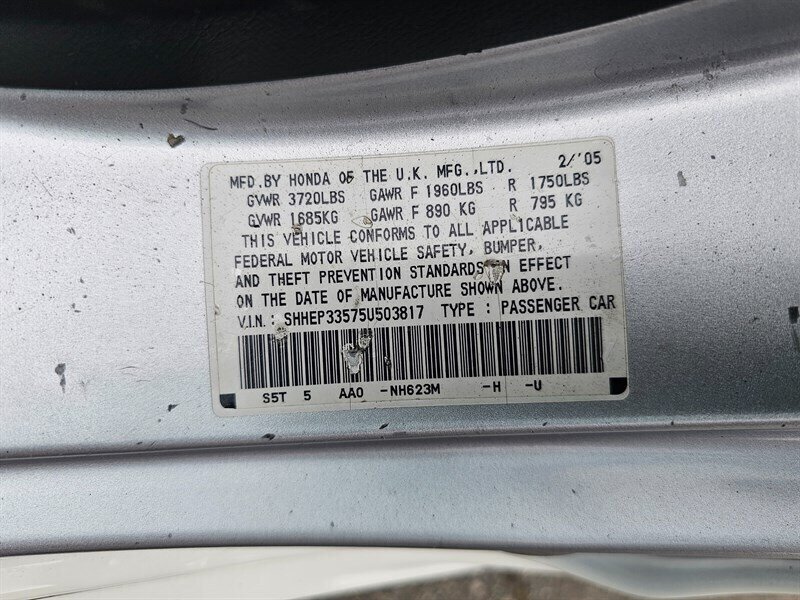 MFD.BY HONDA OF THE U.K. MFG.,LTD. 2/'05
GVWR 3720LBS GAWR F 1960LBS R 1750LBS
GVWR 1685KG GAWR F 890 KG R 795 KG
THIS VEHICLE CONFORMS TO ALL APPLICABLE
FEDERAL MOTOR VEHICLE SAFETY, BUMPER,
AND THEFT PREVENTION STANDARDS IN EFFECT
ON THE DATE OF MANUFACTURE SHOWN ABOVE.
V.I.N.: SHHEP33575U503817 TYPE : PASSENGER CAR
S5T 5 AA0 -NH623M -H -U